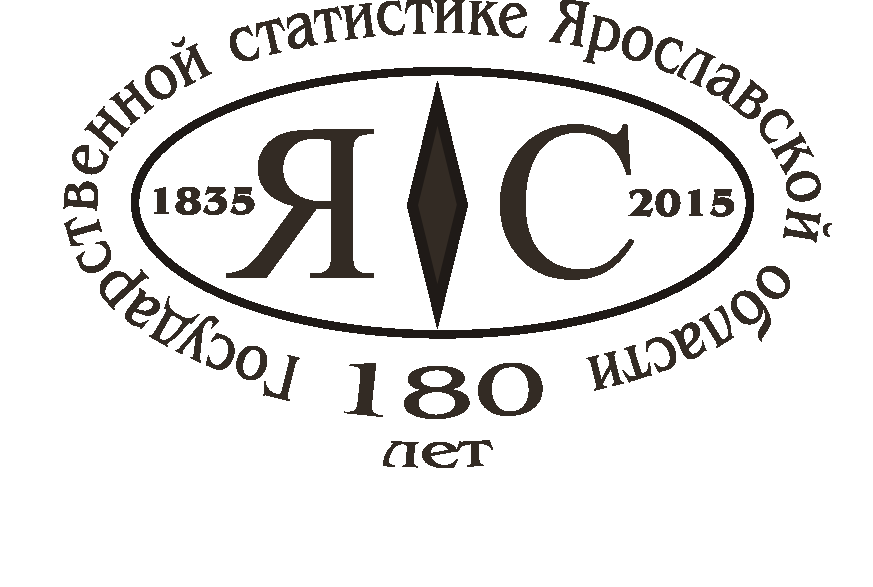 Государственной статистике Ярославской области
1835 Я С 2015
180
лет